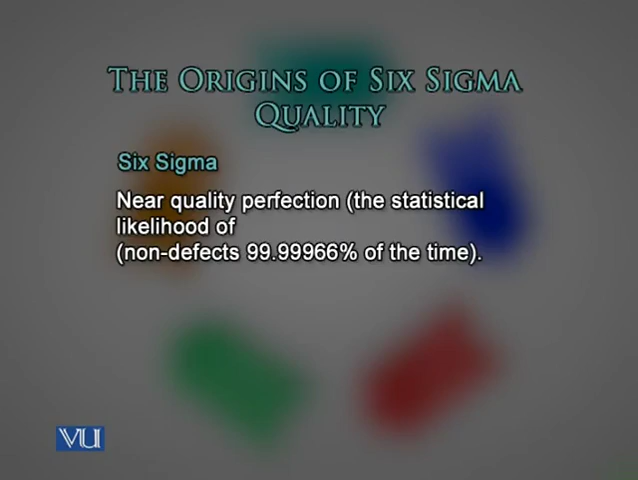 THE ORIGINS OF SIX SIGMA
QUALITY
Six Sigma
Near quality perfection (the statistical
likelihood of
(non-defects 99.99966% of the time).
VU